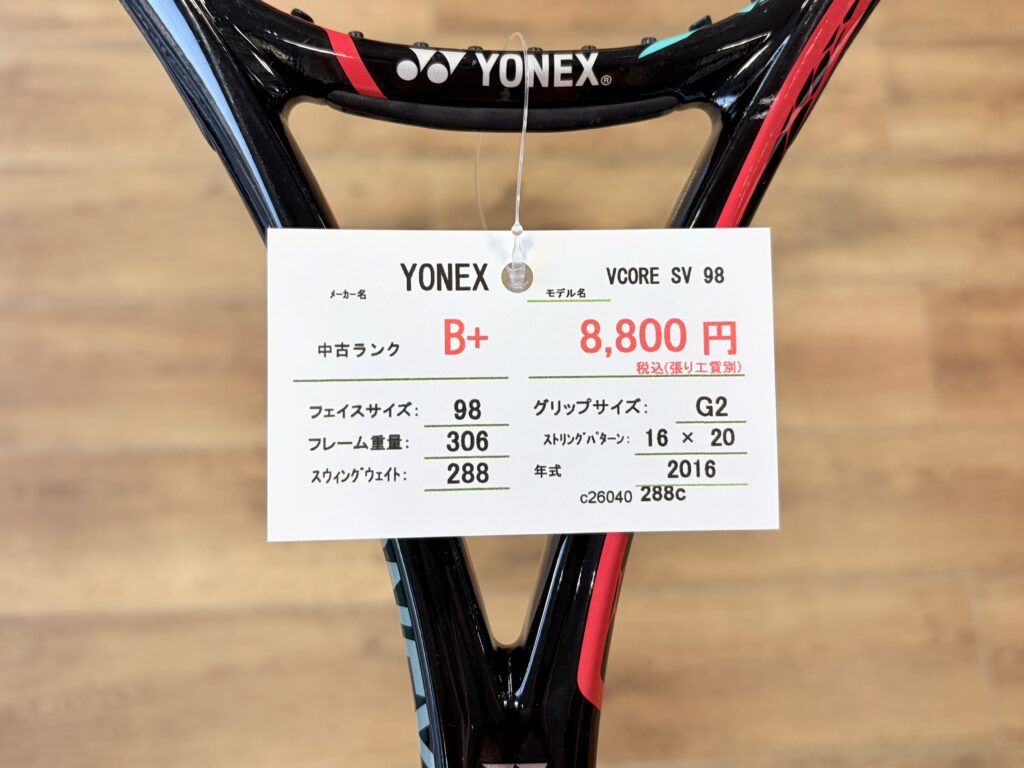 YONEX®
メーカー名 YONEX モデル名 VCORE SV 98
中古ランク B+ 8,800 円
税込(張り工賃別)
フェイスサイズ: 98 グリップサイズ: G2
フレーム重量: 306 ストリングパターン: 16 × 20
スウィングウェイト: 288 年式 2016
c26040 288c